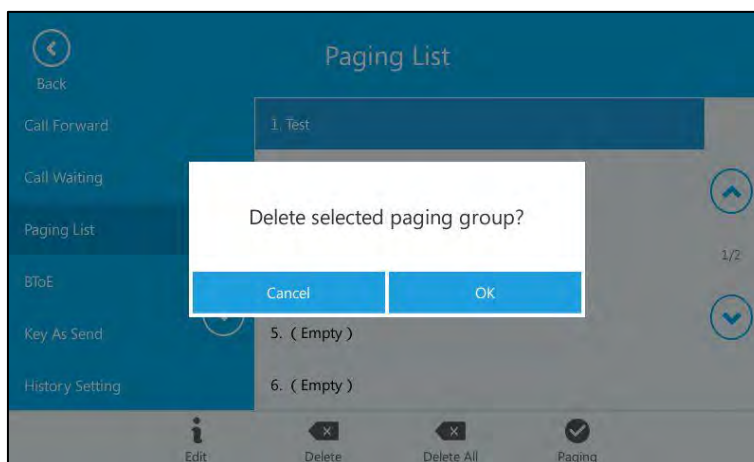 Back
Paging List
Call Forward
Call Waiting
Paging List
BToE
Key As Send
History Setting
1. Test
Delete selected paging group?
Cancel
OK
5. ( Empty )
6. ( Empty )
1/2
Edit
Delete
Delete All
Paging